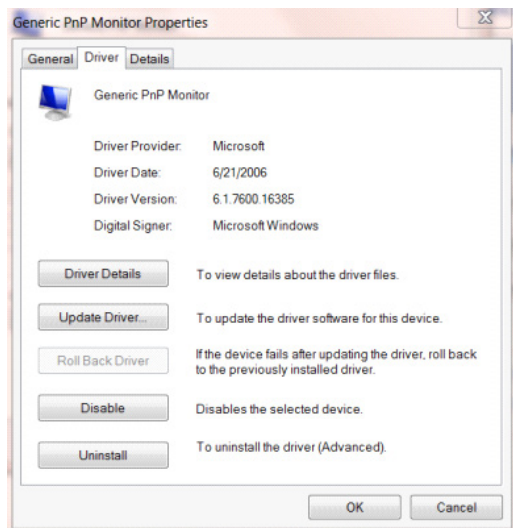 Generic PnP Monitor Properties
General Driver Details
Generic PnP Monitor
Driver Provider: Microsoft
Driver Date: 6/21/2006
Driver Version: 6.1.7600.16385
Digital Signer: Microsoft Windows
Driver Details To view details about the driver files.
Update Driver... To update the driver software for this device.
Roll Back Driver If the device fails after updating the driver, roll back
to the previously installed driver.
Disable Disables the selected device.
Uninstall To uninstall the driver (Advanced).
OK Cancel